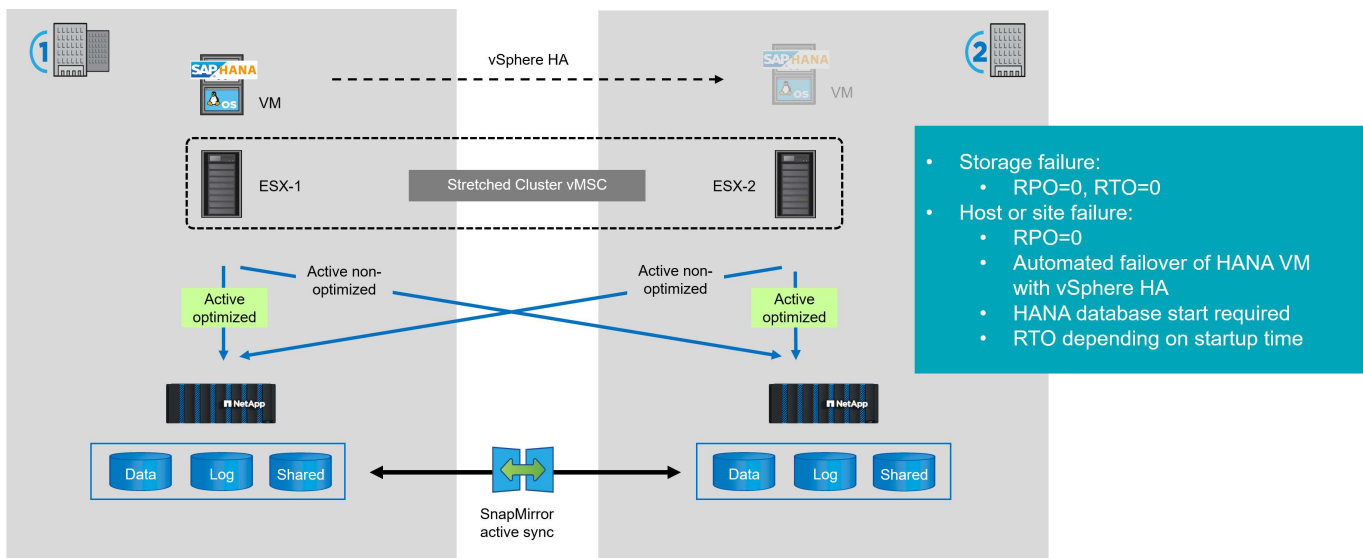 1
SAP HANA
OS
VM
vSphere HA
SAP HANA
OS
VM
2
ESX-1
Stretched Cluster vMSC
ESX-2
• Storage failure:
• RPO=0, RTO=0
• Host or site failure:
• RPO=0
• Automated failover of HANA VM
with vSphere HA
• HANA database start required
• RTO depending on startup time
Active non-
optimized
Active
optimized
Active non-
optimized
Active
optimized
NetApp
NetApp
Data
Log
Shared
Data
Log
Shared
SnapMirror
active sync